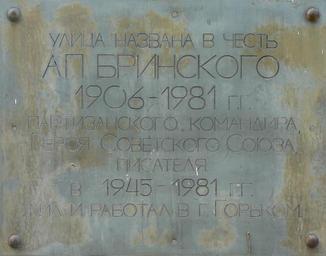 УЛИЦА НАЗВАНА В ЧЕСТЬ
АП БРИНСКОГО
1906-1981 ГГ.
ПАРТИЗАНСКОГО КОМАНДИРА,
ГЕРОЯ СОВЕТСКОГО СОЮЗА,
ПИСАТЕЛЯ
В 1945-1981 ГГ.
ЖИЛ И РАБОТАЛ В Г. ГОРЬКОМ